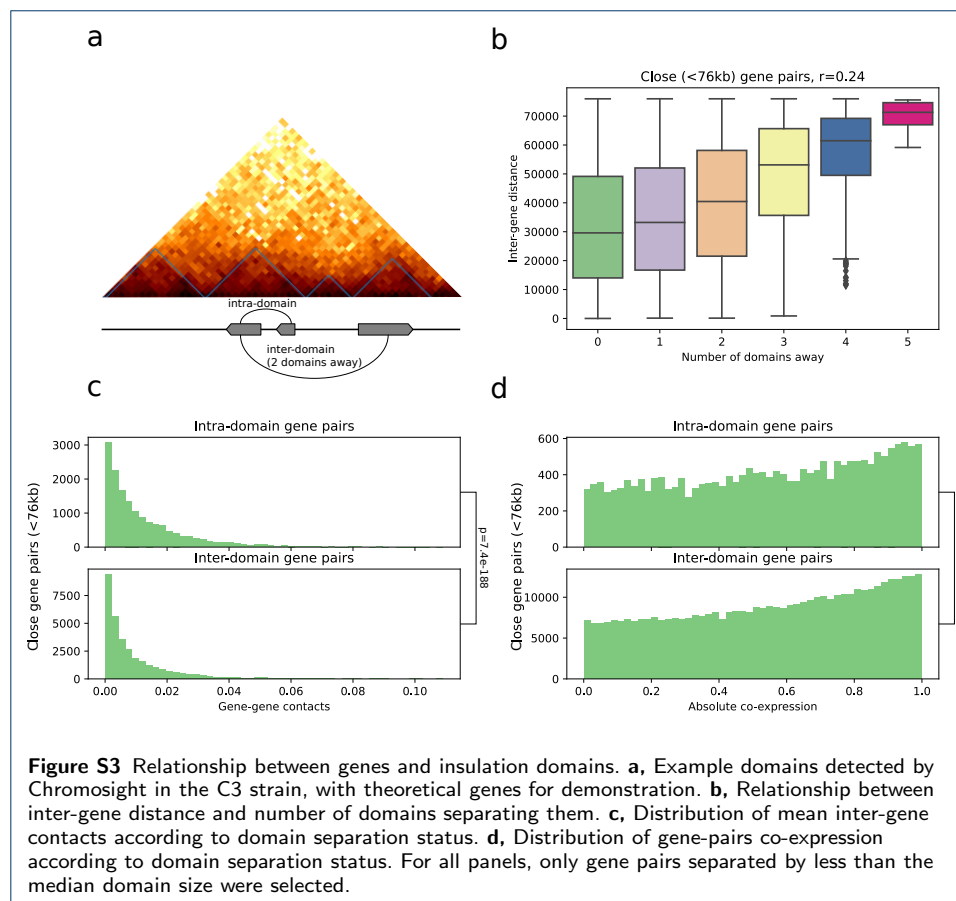 a
intra-domain
inter-domain
(2 domains away)
b
Close (<76kb) gene pairs, r=0.24
Inter-gene distance
70000
60000
50000
40000
30000
20000
10000
0
0 1 2 3 4 5
Number of domains away
c
Intra-domain gene pairs
Close gene pairs (<76kb)
3000
2000
1000
0
Inter-domain gene pairs
7500
5000
2500
0
0.00 0.02 0.04 0.06 0.08 0.10
Gene-gene contacts
p=7.4e-188
d
Intra-domain gene pairs
Close gene pairs (<76kb)
600
400
200
0
Inter-domain gene pairs
10000
5000
0
0.0 0.2 0.4 0.6 0.8 1.0
Absolute co-expression
Figure S3 Relationship between genes and insulation domains. a, Example domains detected by
Chromosight in the C3 strain, with theoretical genes for demonstration. b, Relationship between
inter-gene distance and number of domains separating them. c, Distribution of mean inter-gene
contacts according to domain separation status. d, Distribution of gene-pairs co-expression
according to domain separation status. For all panels, only gene pairs separated by less than the
median domain size were selected.